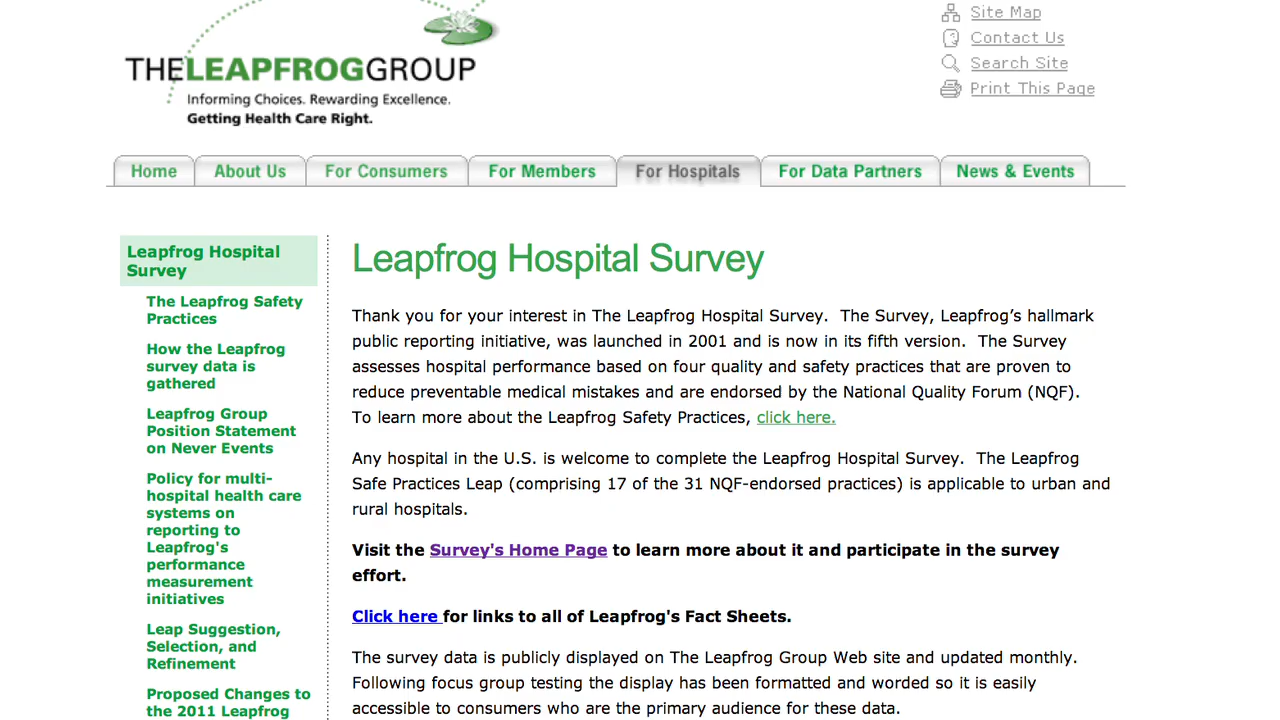 THELEAPFROGGROUP
Informing Choices. Rewarding Excellence.
Getting Health Care Right.
Site Map
Contact Us
Search Site
Print This Page
Home
About Us
For Consumers
For Members
For Hospitals
For Data Partners
News & Events
Leapfrog Hospital
Survey
The Leapfrog Safety
Practices
How the Leapfrog
survey data is
gathered
Leapfrog Group
Position Statement
on Never Events
Policy for multi-
hospital health care
systems on
reporting to
Leapfrog's
performance
measurement
initiatives
Leap Suggestion,
Selection, and
Refinement
Proposed Changes to
the 2011 Leapfrog
Leapfrog Hospital Survey
Thank you for your interest in The Leapfrog Hospital Survey.  The Survey, Leapfrog’s hallmark
public reporting initiative, was launched in 2001 and is now in its fifth version.  The Survey
assesses hospital performance based on four quality and safety practices that are proven to
reduce preventable medical mistakes and are endorsed by the National Quality Forum (NQF).
To learn more about the Leapfrog Safety Practices, click here.
Any hospital in the U.S. is welcome to complete the Leapfrog Hospital Survey.  The Leapfrog
Safe Practices Leap (comprising 17 of the 31 NQF-endorsed practices) is applicable to urban and
rural hospitals.
Visit the Survey's Home Page to learn more about it and participate in the survey
effort.
Click here for links to all of Leapfrog's Fact Sheets.
The survey data is publicly displayed on The Leapfrog Group Web site and updated monthly.
Following focus group testing the display has been formatted and worded so it is easily
accessible to consumers who are the primary audience for these data.